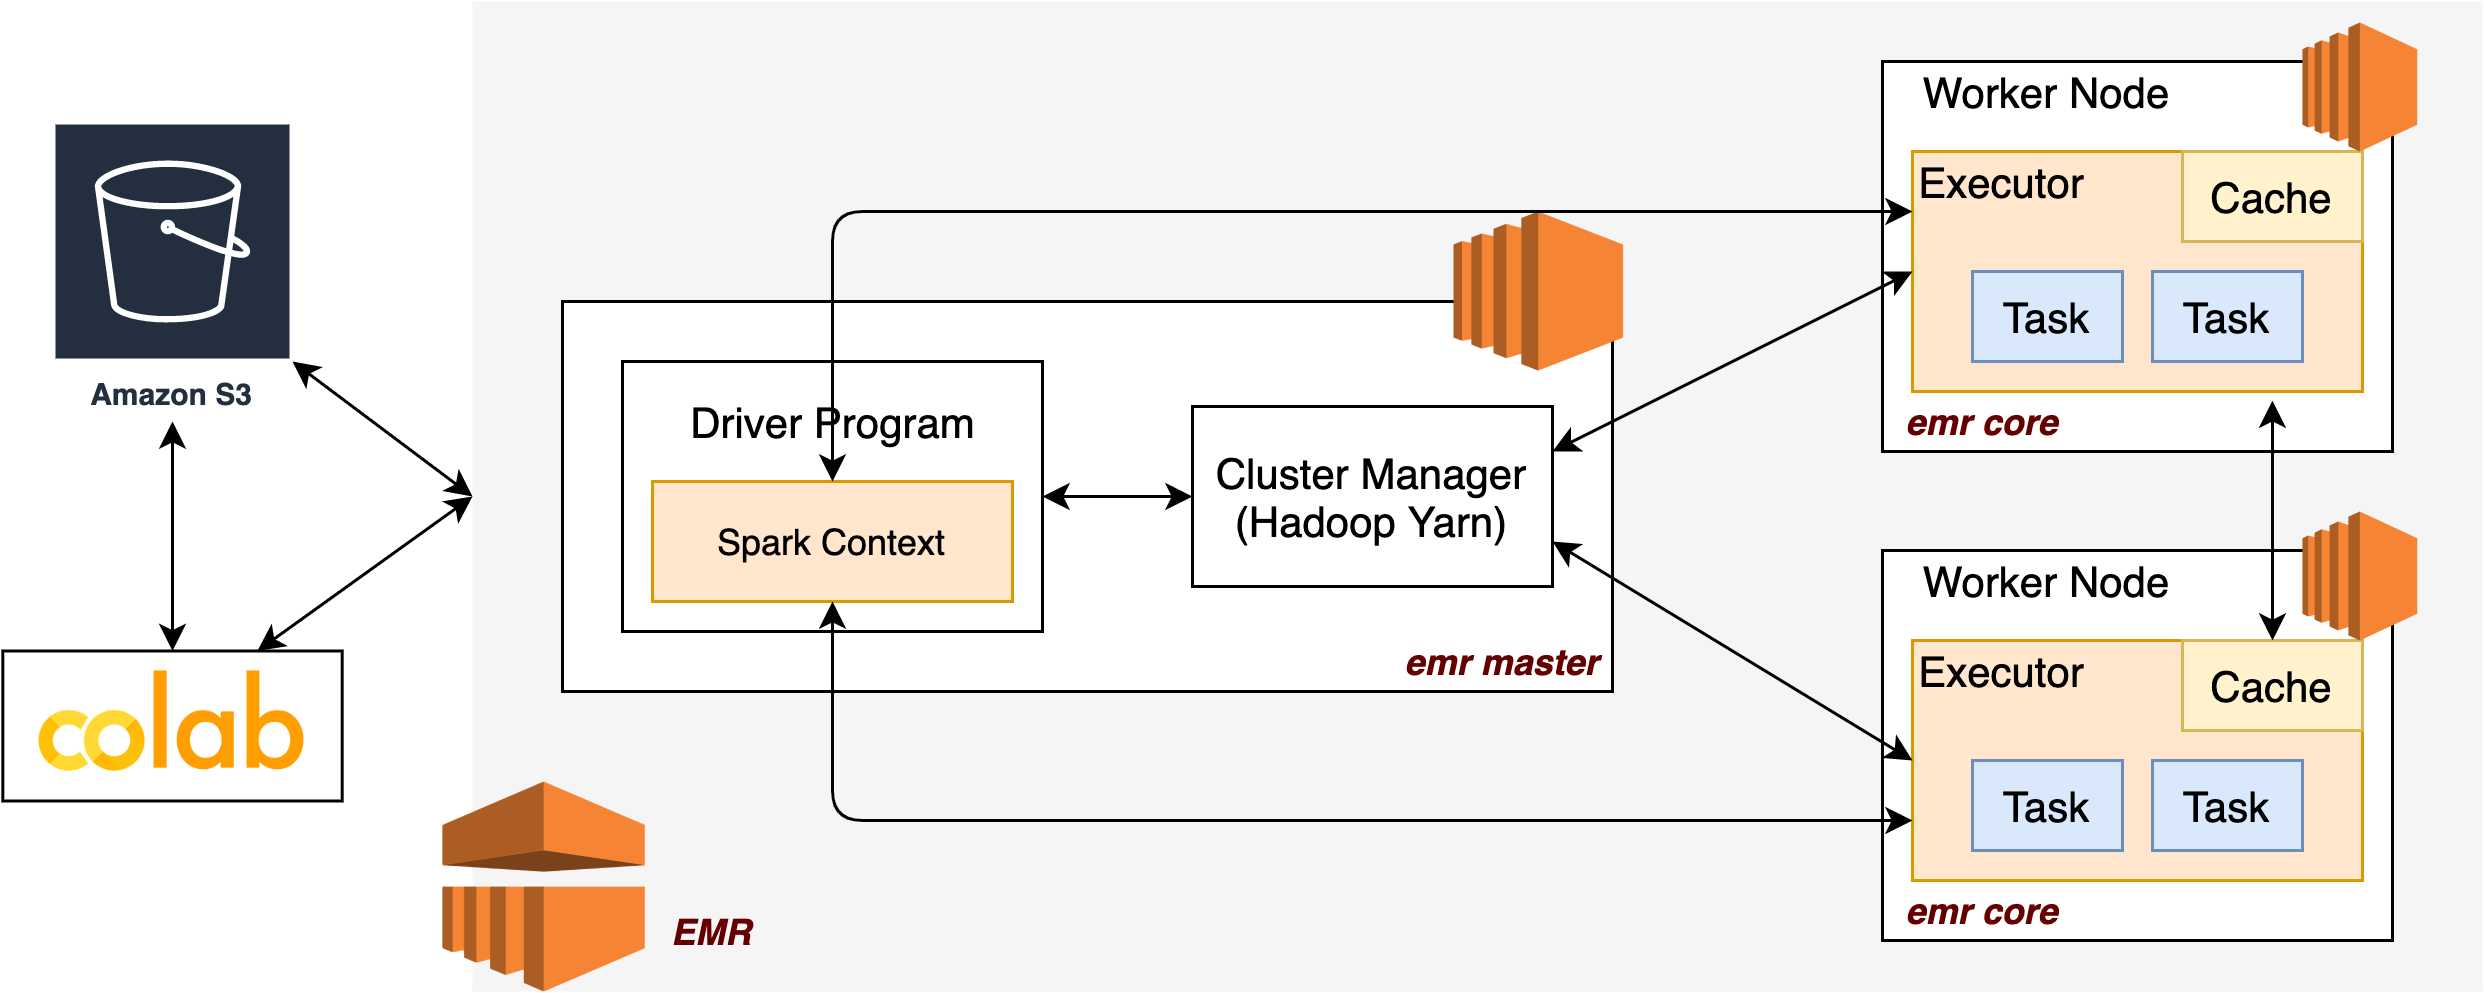 Amazon S3
colab
EMR
Driver Program
Spark Context
Cluster Manager
(Hadoop Yarn)
emr master
Worker Node
Executor
Cache
Task
Task
emr core
Worker Node
Executor
Cache
Task
Task
emr core